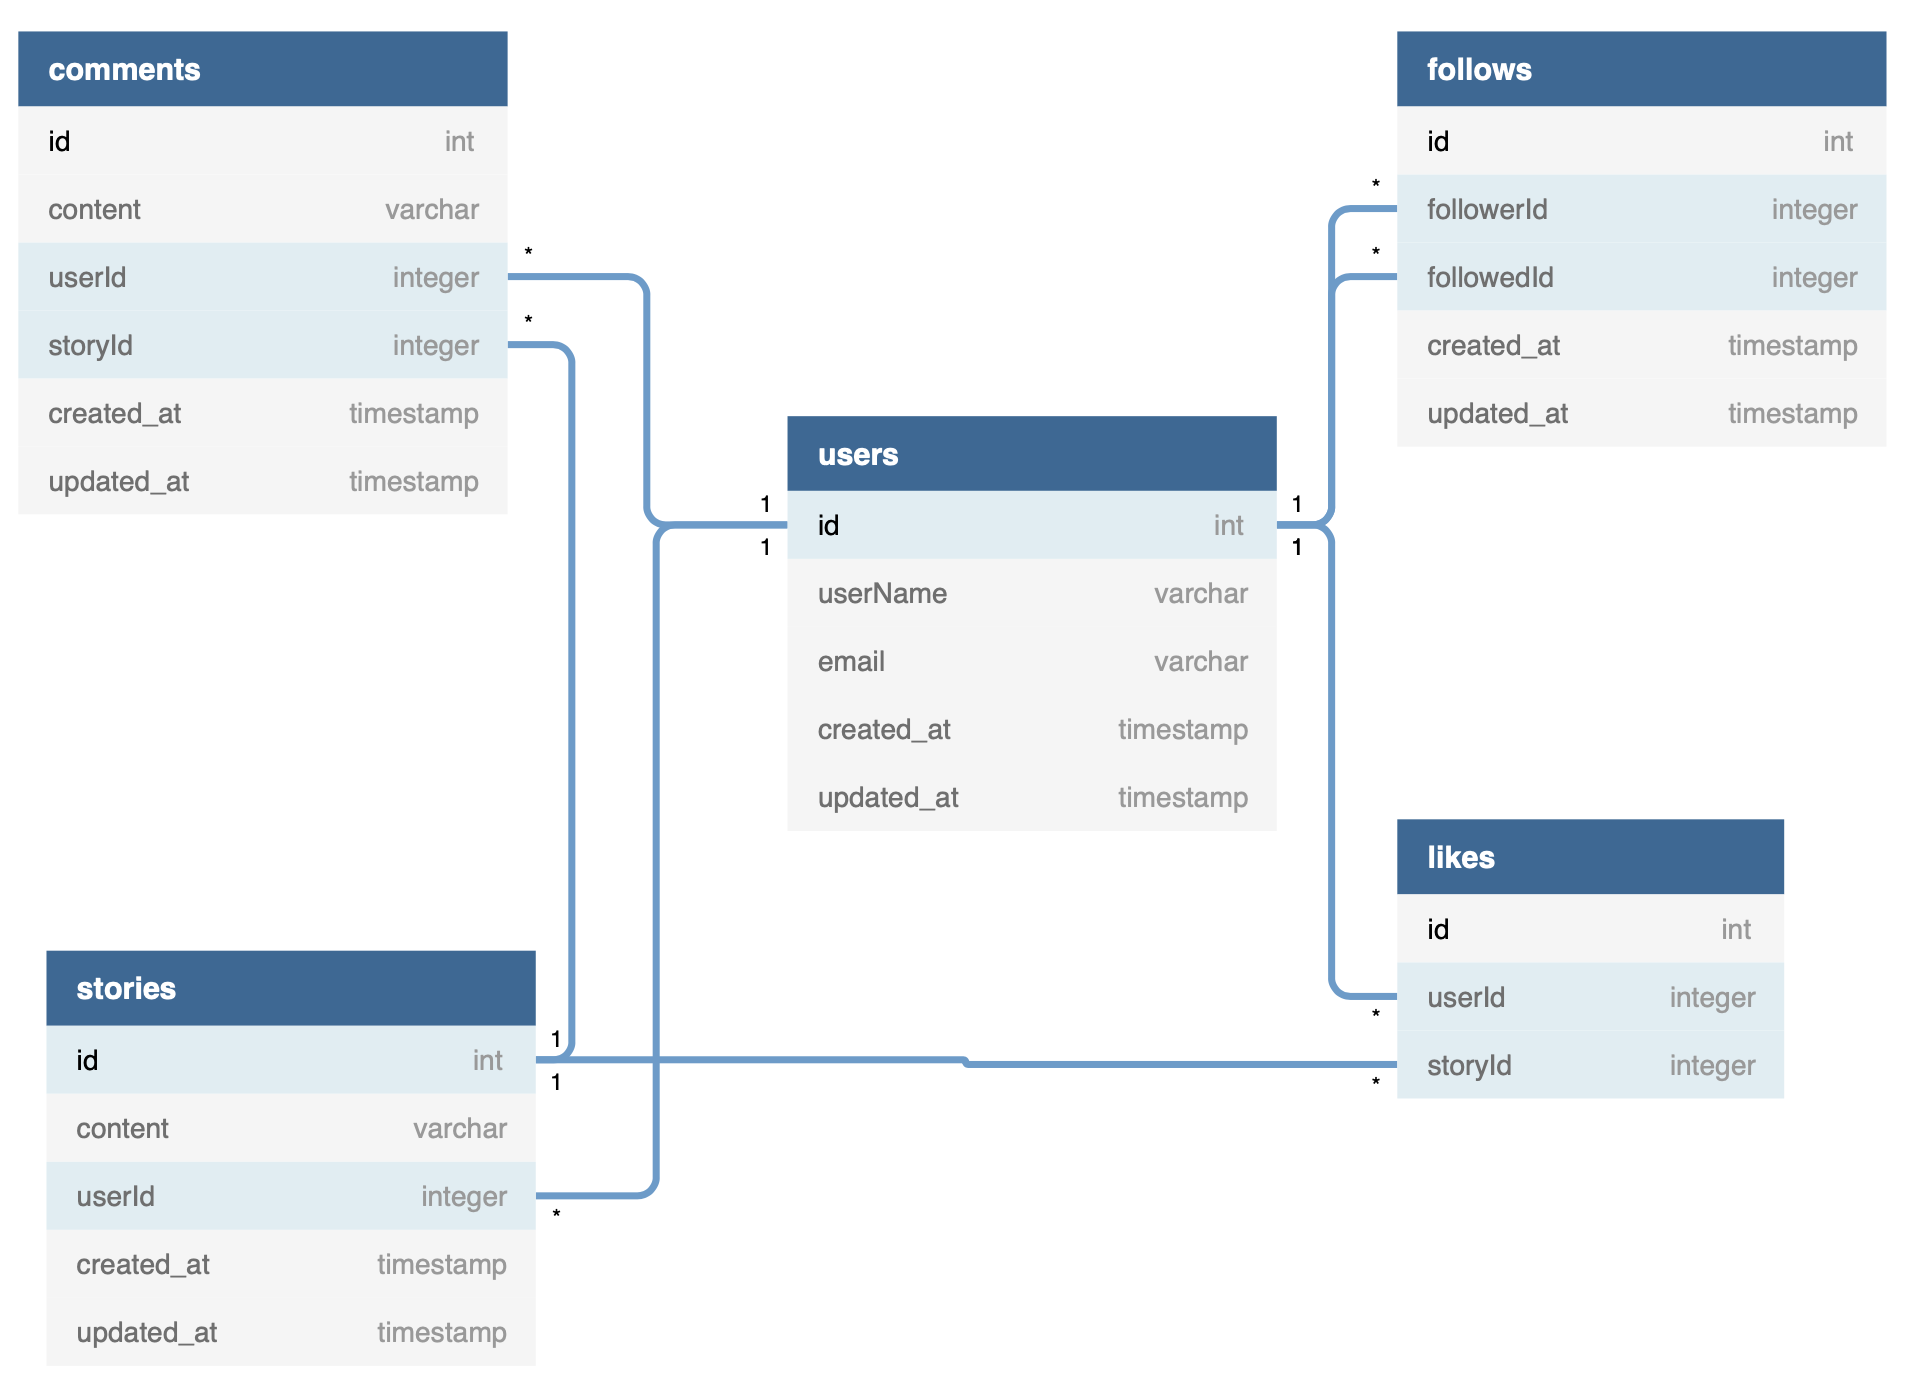 comments
id int
content varchar
userId integer *
storyId integer *
created_at timestamp
updated_at timestamp
follows
id int
* followerId integer
* followedId integer
created_at timestamp
updated_at timestamp
users
1 1
id int
1 1
userName varchar
email varchar
created_at timestamp
updated_at timestamp
likes
id int
userId integer
*
storyId integer
*
stories
1
id int
1
content varchar
userId integer
*
created_at timestamp
updated_at timestamp